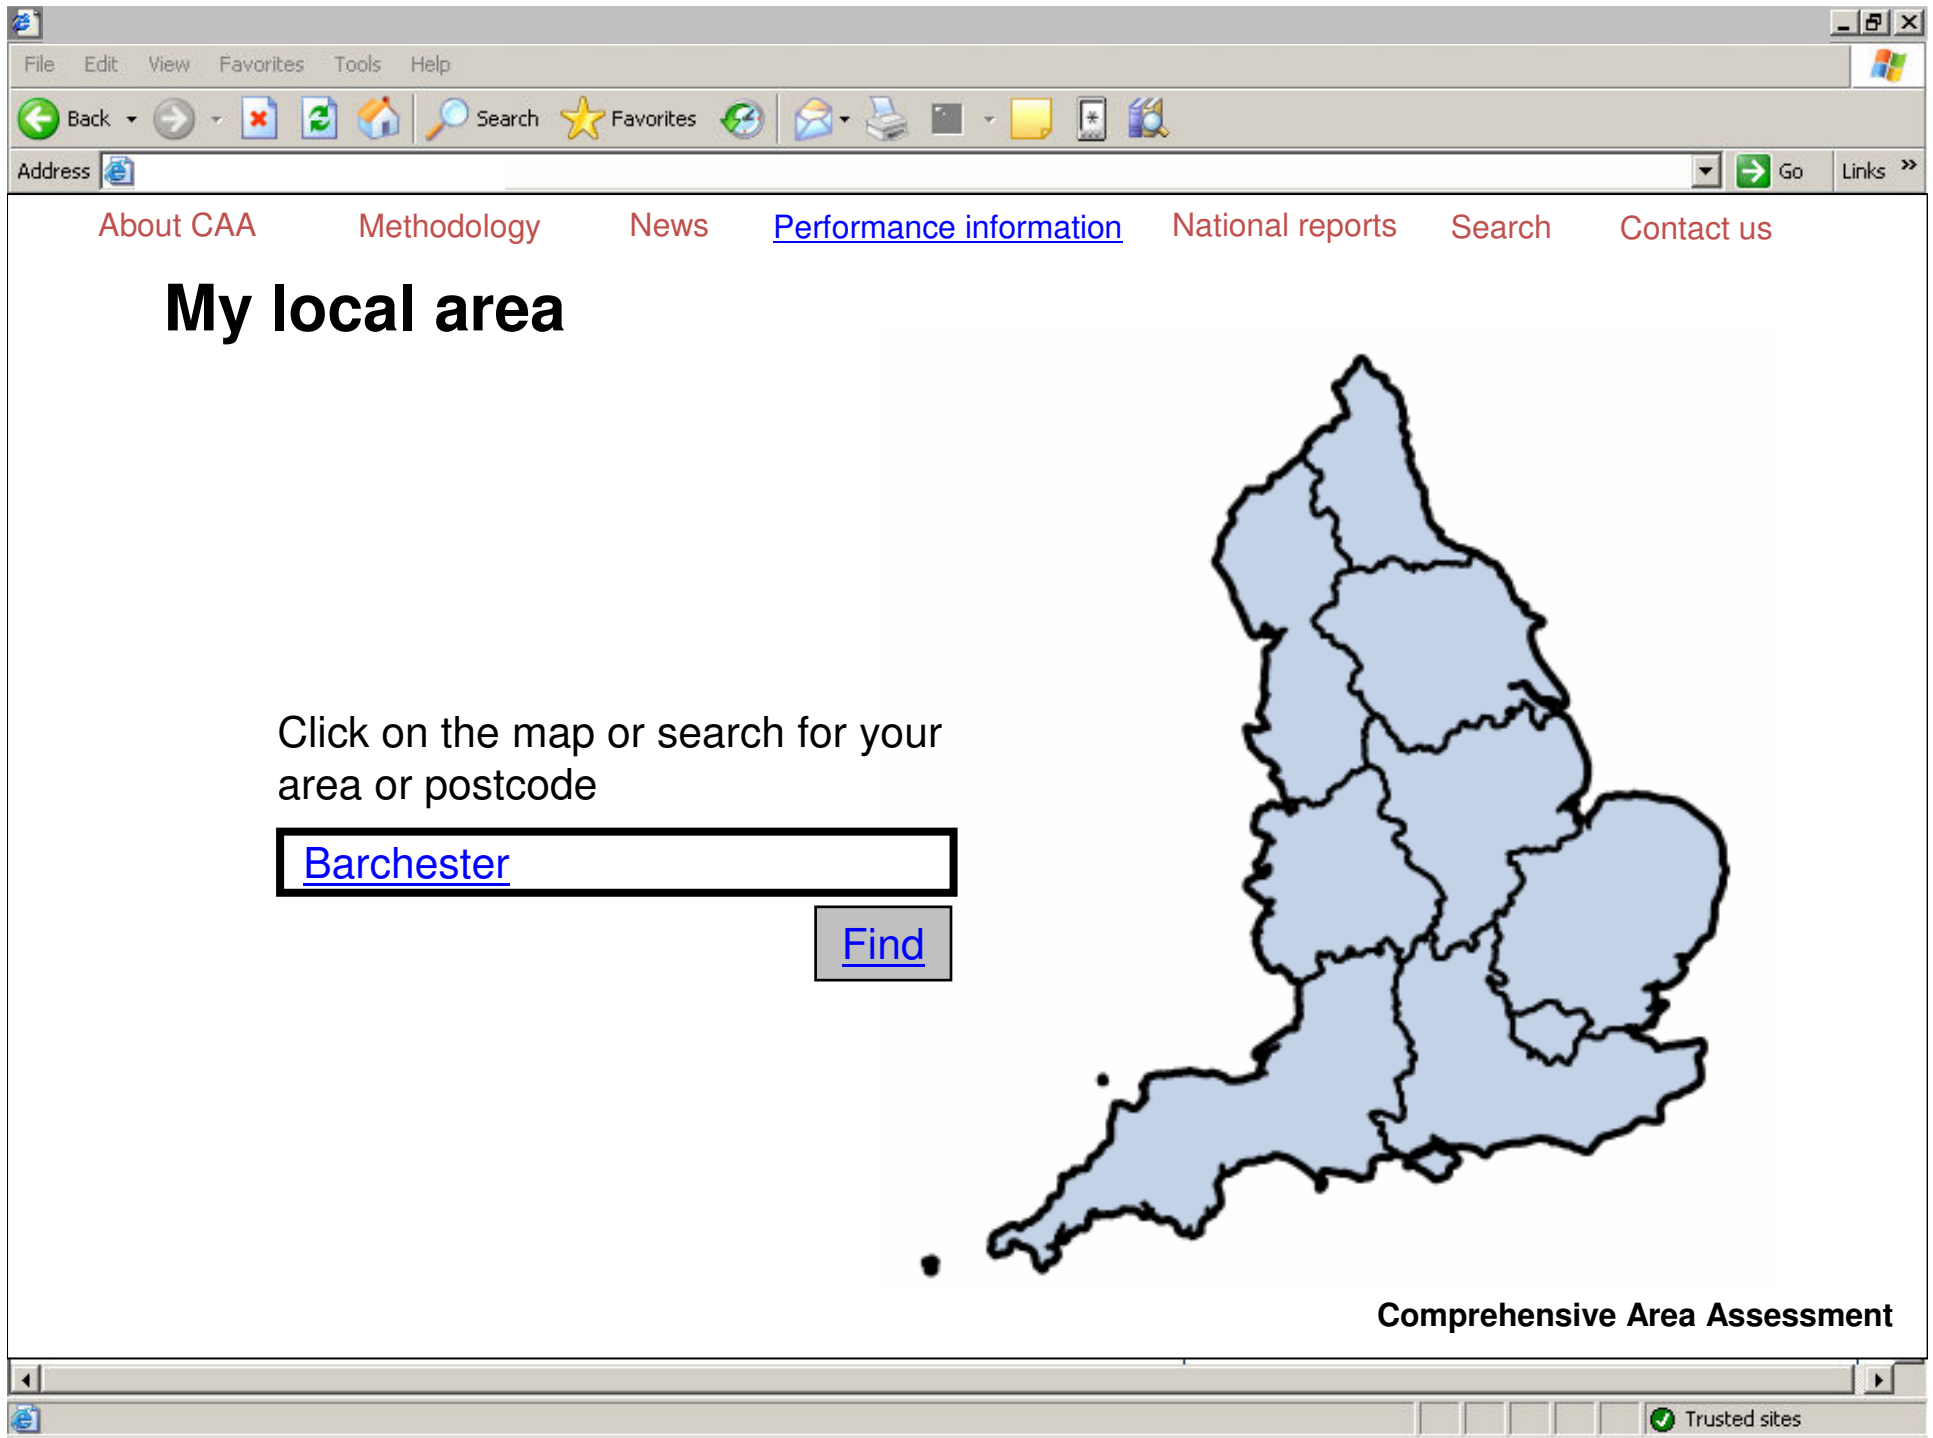 File Edit View Favorites Tools Help
Back Search Favorites
Address Go Links »
About CAA Methodology News Performance information National reports Search Contact us
My local area
Click on the map or search for your
area or postcode
Barchester
Find
Comprehensive Area Assessment
Trusted sites